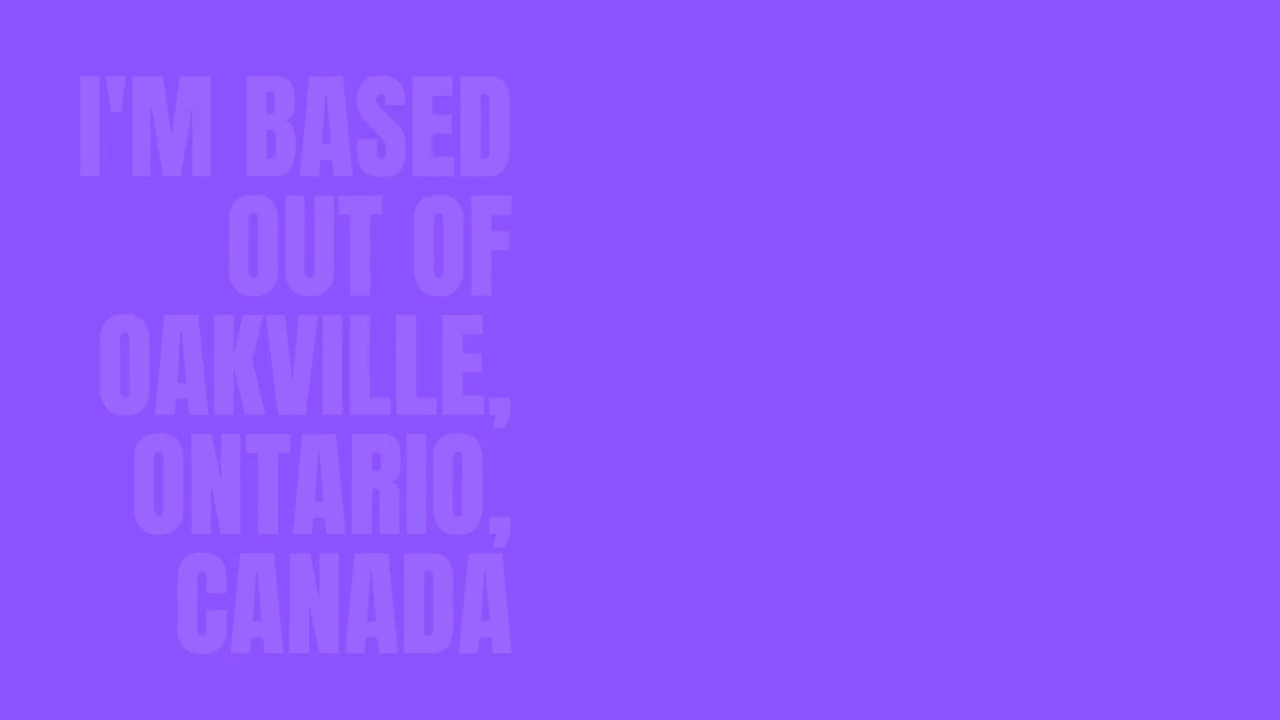 I'M BASED
OUT OF
OAKVILLE,
ONTARIO,
CANADA